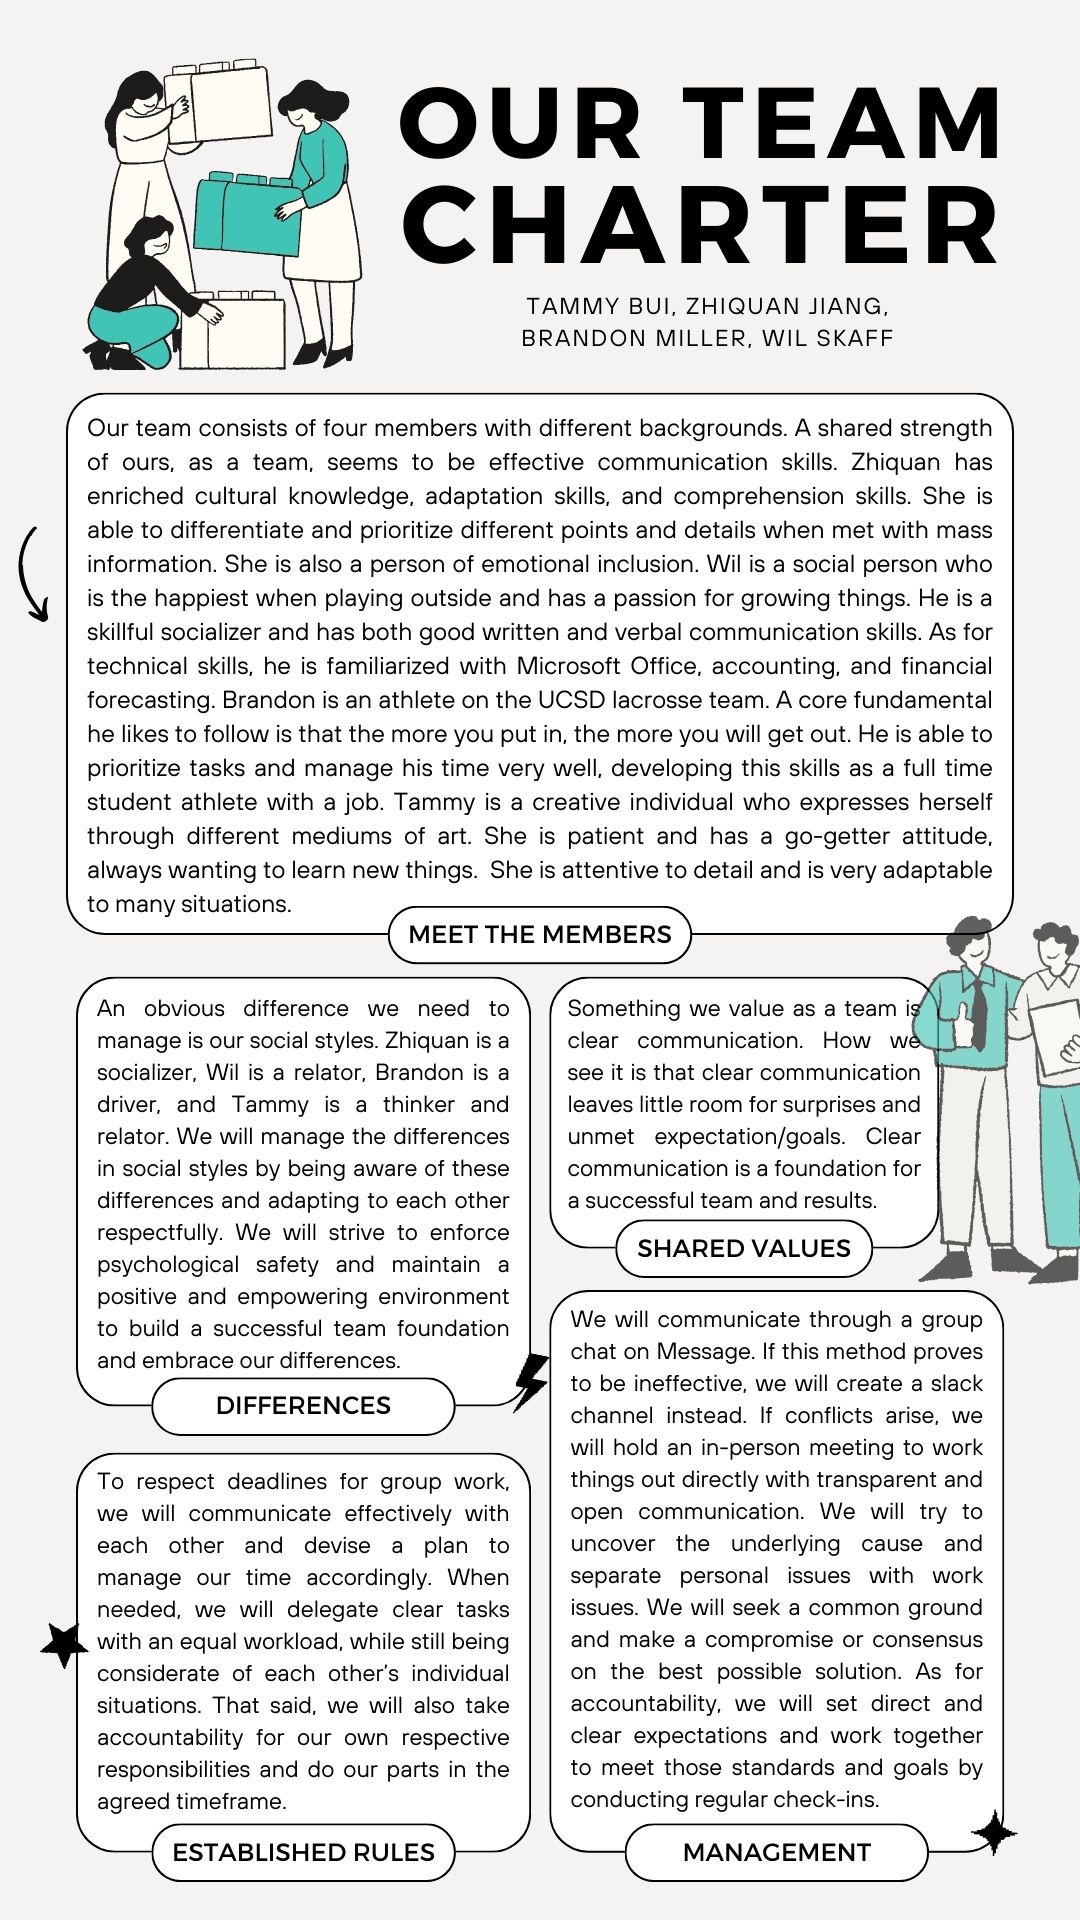 OUR TEAM
CHARTER
TAMMY BUI, ZHIQUAN JIANG,
BRANDON MILLER, WIL SKAFF
Our team consists of four members with different backgrounds. A shared strength
of ours, as a team, seems to be effective communication skills. Zhiquan has
enriched cultural knowledge, adaptation skills, and comprehension skills. She is
able to differentiate and prioritize different points and details when met with mass
information. She is also a person of emotional inclusion. Wil is a social person who
is the happiest when playing outside and has a passion for growing things. He is a
skillful socializer and has both good written and verbal communication skills. As for
technical skills, he is familiarized with Microsoft Office, accounting, and financial
forecasting. Brandon is an athlete on the UCSD lacrosse team. A core fundamental
he likes to follow is that the more you put in, the more you will get out. He is able to
prioritize tasks and manage his time very well, developing this skills as a full time
student athlete with a job. Tammy is a creative individual who expresses herself
through different mediums of art. She is patient and has a go-getter attitude,
always wanting to learn new things.  She is attentive to detail and is very adaptable
to many situations.
MEET THE MEMBERS
An obvious difference we need to
manage is our social styles. Zhiquan is a
socializer, Wil is a relator, Brandon is a
driver, and Tammy is a thinker and
relator. We will manage the differences
in social styles by being aware of these
differences and adapting to each other
respectfully. We will strive to enforce
psychological safety and maintain a
positive and empowering environment
to build a successful team foundation
and embrace our differences.
DIFFERENCES
Something we value as a team is
clear communication. How we
see it is that clear communication
leaves little room for surprises and
unmet expectation/goals. Clear
communication is a foundation for
a successful team and results.
SHARED VALUES
To respect deadlines for group work,
we will communicate effectively with
each other and devise a plan to
manage our time accordingly. When
needed, we will delegate clear tasks
with an equal workload, while still being
considerate of each other's individual
situations. That said, we will also take
accountability for our own respective
responsibilities and do our parts in the
agreed timeframe.
ESTABLISHED RULES
We will communicate through a group
chat on Message. If this method proves
to be ineffective, we will create a slack
channel instead. If conflicts arise, we
will hold an in-person meeting to work
things out directly with transparent and
open communication. We will try to
uncover the underlying cause and
separate personal issues with work
issues. We will seek a common ground
and make a compromise or consensus
on the best possible solution. As for
accountability, we will set direct and
clear expectations and work together
to meet those standards and goals by
conducting regular check-ins.
MANAGEMENT